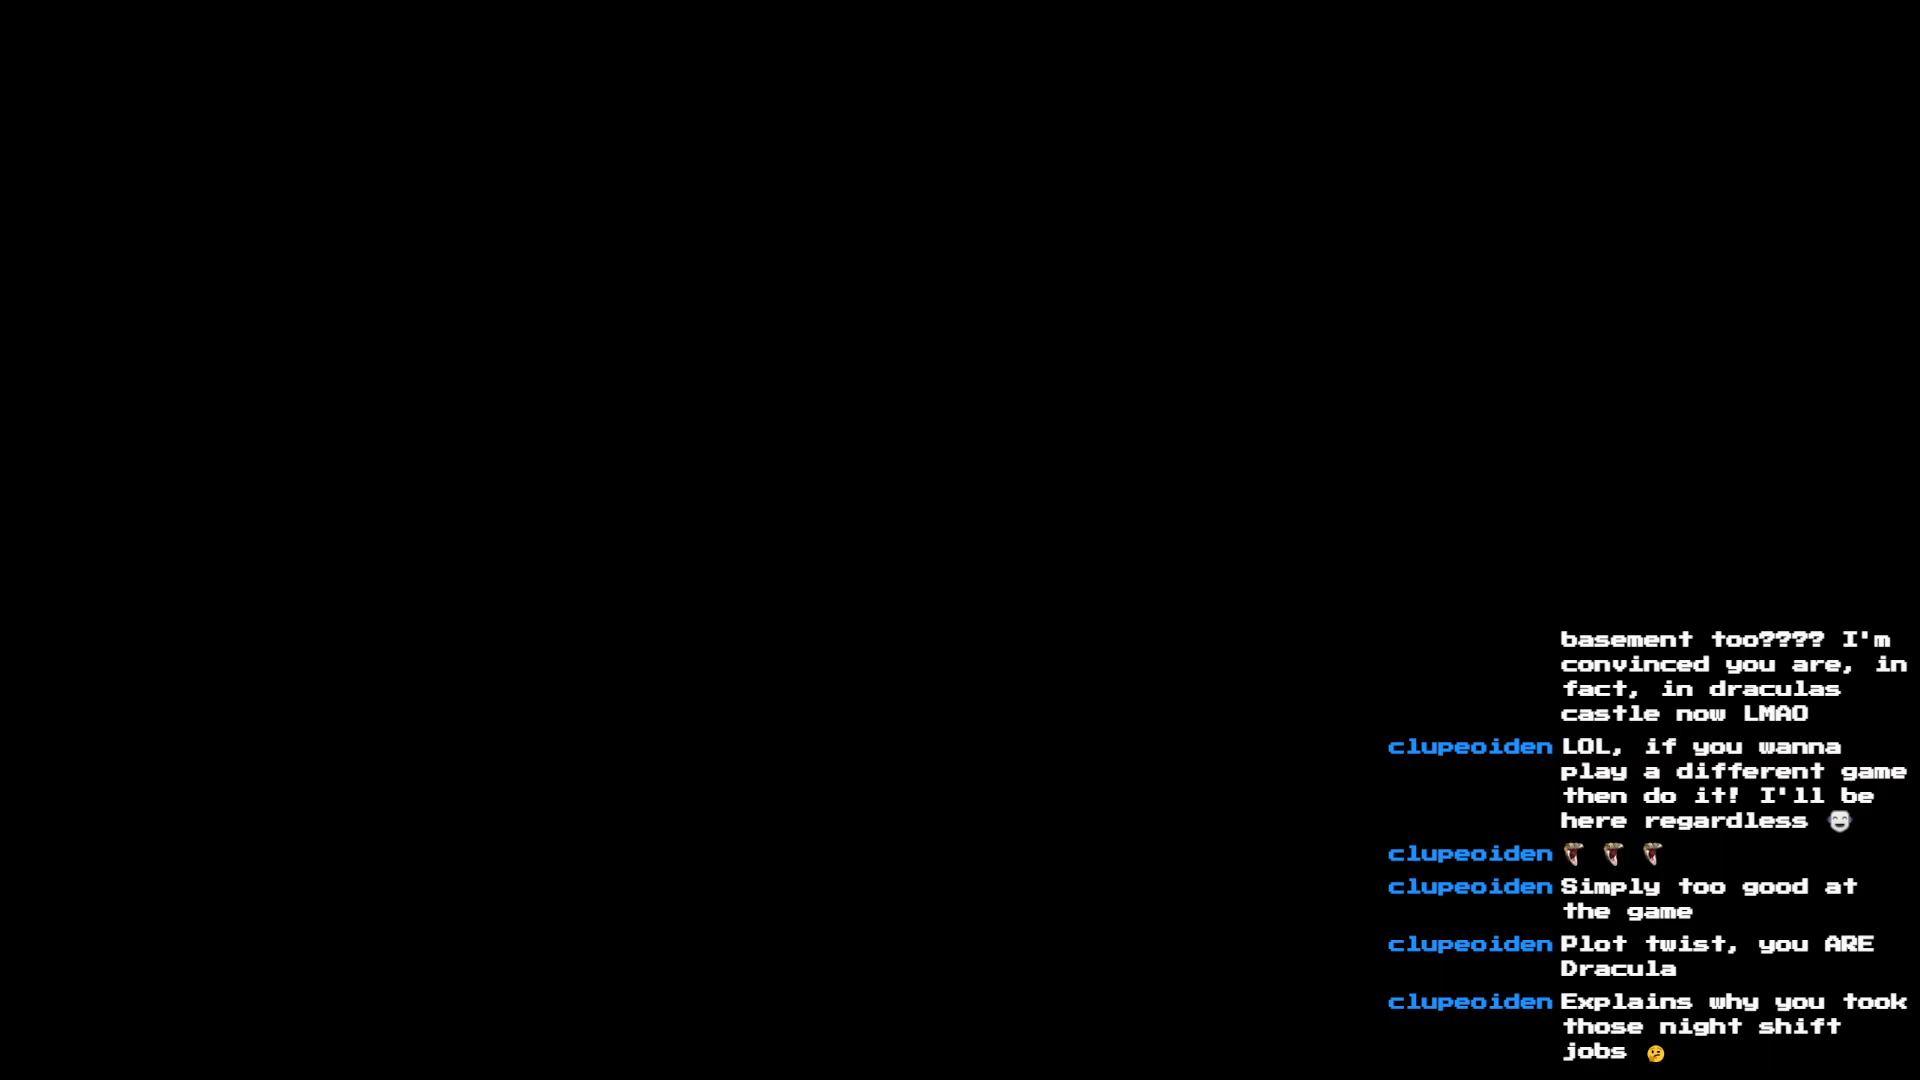 basement too???? I'm
convinced you are, in
fact, in draculas
castle now LMAO
clupeoiden LOL, if you wanna
play a different game
then do it! I'll be
here regardless
clupeoiden
clupeoiden Simply too good at
the game
clupeoiden Plot twist, you ARE
Dracula
clupeoiden Explains why you took
those night shift
jobs 🤔